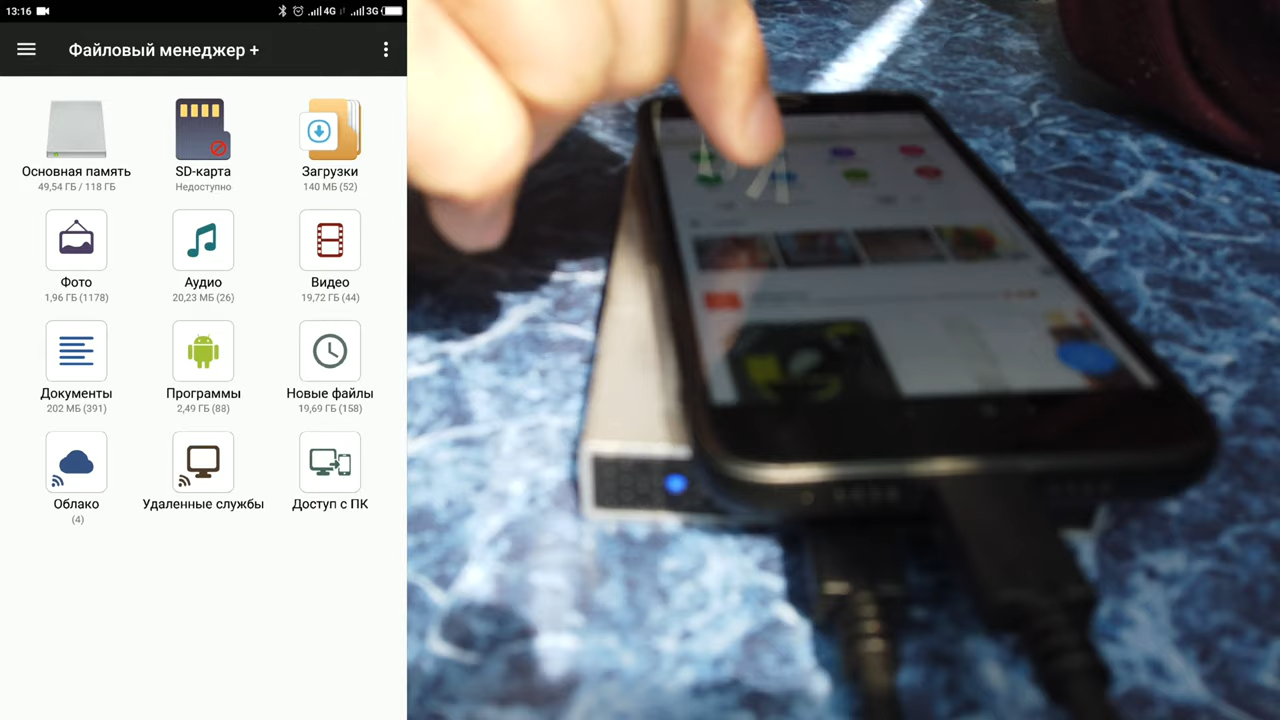 13:16 4G 3G
Файловый менеджер +
Основная память SD-карта Загрузки
49,54 ГБ / 118 ГБ Недоступно 140 МБ (52)
Фото Аудио Видео
1,96 ГБ (1178) 20,23 МБ (26) 19,72 ГБ (44)
Документы Программы Новые файлы
202 МБ (391) 2,49 ГБ (88) 19,69 ГБ (158)
Облако Удаленные службы Доступ с ПК
(4)